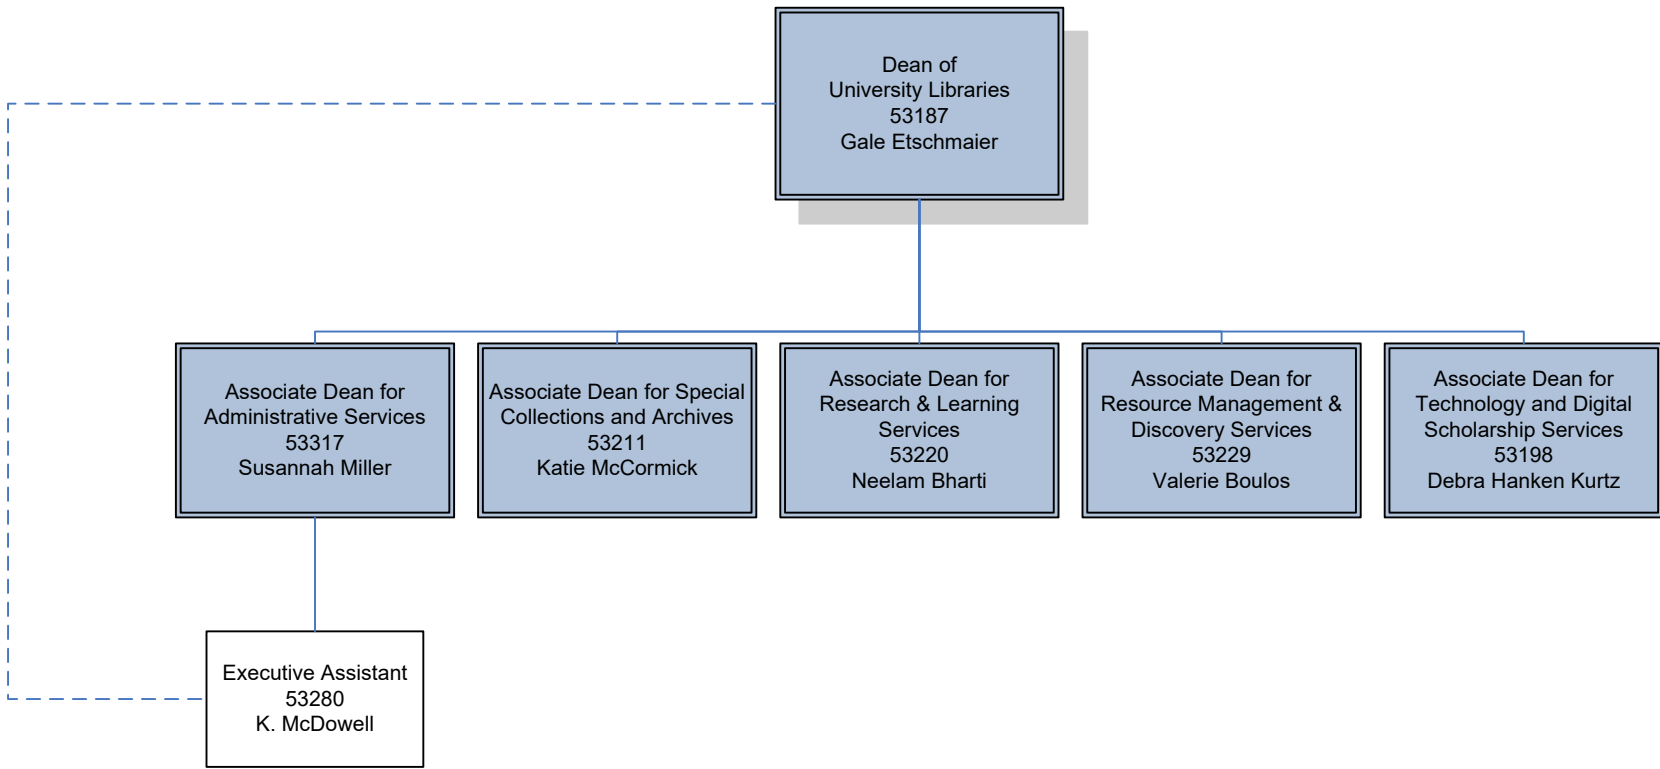 Dean of
University Libraries
53187
Gale Etschmaier
Associate Dean for
Administrative Services
53317
Susannah Miller
Associate Dean for Special
Collections and Archives
53211
Katie McCormick
Associate Dean for
Research & Learning
Services
53220
Neelam Bharti
Associate Dean for
Resource Management &
Discovery Services
53229
Valerie Boulos
Associate Dean for
Technology and Digital
Scholarship Services
53198
Debra Hanken Kurtz
Executive Assistant
53280
K. McDowell